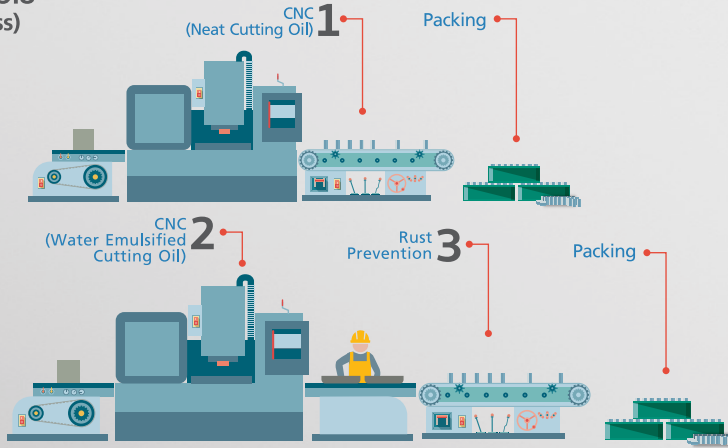 ss)
CNC
(Neat Cutting Oil)
1
Packing
CNC
(Water Emulsified
Cutting Oil)
2
Rust
Prevention
3
Packing